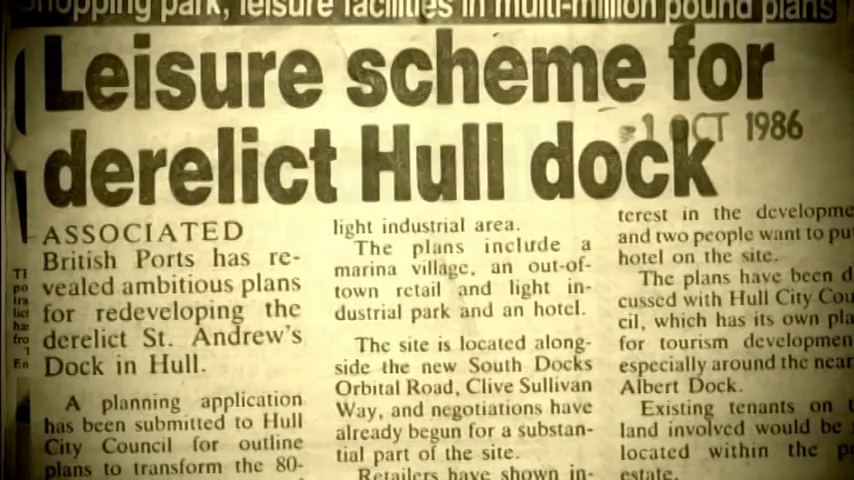 Shopping park, leisure facilities in multi-million pound plans
Leisure scheme for
derelict Hull dock
1 OCT 1986
ASSOCIATED
British Ports has re-
vealed ambitious plans
for redeveloping the
derelict St. Andrew's
Dock in Hull.
A planning application
has been submitted to Hull
City Council for outline
plans to transform the 80-
light industrial area.
The plans include a
marina village, an out-of-
town retail and light in-
dustrial park and an hotel.
The site is located along-
side the new South Docks
Orbital Road, Clive Sullivan
Way, and negotiations have
already begun for a substan-
tial part of the site.
Retailers have shown in-
terest in the developme
and two people want to pu
hotel on the site.
The plans have been d
cussed with Hull City Cou
cil, which has its own pla
for tourism developmen
especially around the near
Albert Dock.
Existing tenants on t
land involved would be
located within the p
estate.